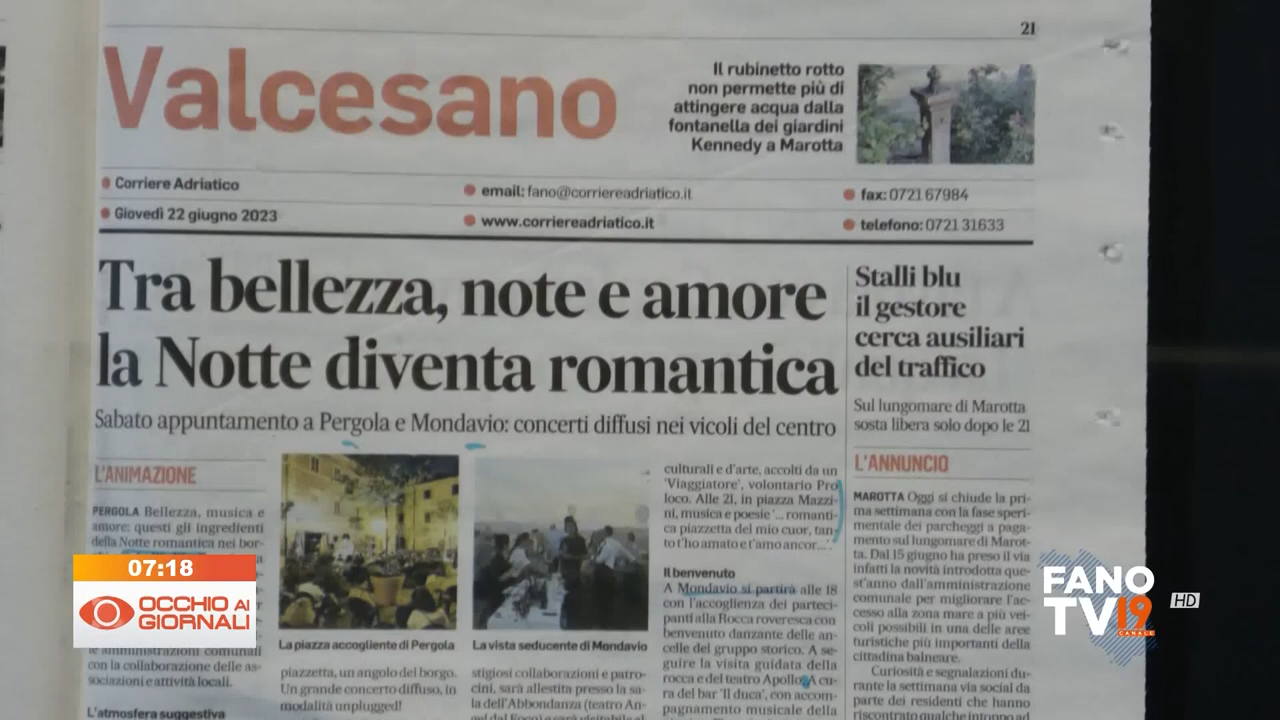 21
Valcesano
Il rubinetto rotto
non permette più di
attingere acqua dalla
fontanella dei giardini
Kennedy a Marotta
Corriere Adriatico
Giovedì 22 giugno 2023
email: fano@corriereadriatico.it
www.corriereadriatico.it
fax: 0721 67984
telefono: 0721 31633
Tra bellezza, note e amore
la Notte diventa romantica
Sabato appuntamento a Pergola e Mondavio: concerti diffusi nei vicoli del centro
L'ANIMAZIONE
PERGOLA Bellezza, musica e
amore: questi gli ingredienti
della Notte romantica nei bor-
le amministrazioni comunali
con la collaborazione delle as-
sociazioni e attività locali.
L'atmosfera suggestiva
La piazza accogliente di Pergola
piazzetta, un angolo del borgo.
Un grande concerto diffuso, in
modalità unplugged!
La vista seducente di Mondavio
stigiosi collaborazioni e patro-
cini, sarà allestita presso la sa-
la dell'Abbondanza (teatro An-
culturali e d'arte, accolti da un
'Viaggiatore', volontario Pro
loco. Alle 21, in piazza Mazzi-
ni, musica e poesie '... romanti-
ca piazzetta del mio cuor, tan-
to t'ho amato e t'amo ancor...'.
Il benvenuto
A Mondavio si partirà alle 18
con l'accoglienza dei parteci-
panti alla Rocca roveresca con
benvenuto danzante delle an-
celle del gruppo storico. A se-
guire la visita guidata della
rocca e del teatro Apollo. A cu-
ra del bar 'Il duca', con accom-
pagnamento musicale della
Stalli blu
il gestore
cerca ausiliari
del traffico
Sul lungomare di Marotta
sosta libera solo dopo le 21
L'ANNUNCIO
MAROTTA Oggi si chiude la pri-
ma settimana con la fase speri-
mentale dei parcheggi a paga-
mento sul lungomare di Marot-
ta. Dal 15 giugno ha preso il via
infatti la novità introdotta que-
st'anno dall'amministrazione
comunale per migliorare l'ac-
cesso alla zona mare a più vei-
coli possibili in una delle aree
turistiche più importanti della
cittadina balneare.
Curiosità e segnalazioni du-
rante la settimana via social da
parte dei residenti che hanno
riscontrato qualche intoppo ad
07:18
OCCHIO AI
GIORNALI
FANO
TV 19
CANALE
HD